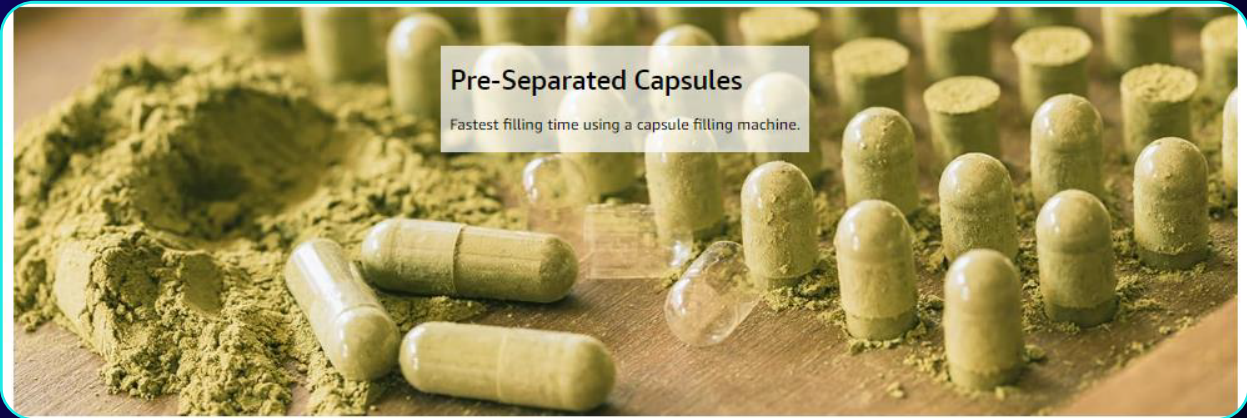 Pre-Separated Capsules
Fastest filling time using a capsule filling machine.